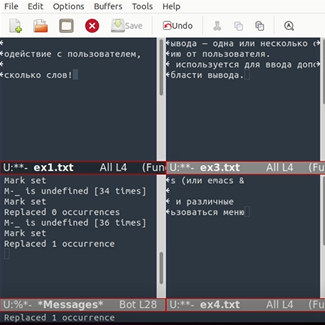 File Edit Options Buffers Tools Help
Save Undo
одействие с пользователем,
сколько слов!
U:**- ex1.txt All L4 (Fun
ывода — одна или несколько
ию от пользователя.
используется для ввода допо
бласти вывода.
U:**- ex3.txt All L4 (Fu
Mark set
M-_ is undefined [34 times]
Mark set
Replaced 0 occurrences
M-_ is undefined [36 times]
Mark set
Replaced 1 occurrence
U:%*- *Messages* Bot L28
s (или emacs &
и различные
ьзоваться меню
U:**- ex4.txt All L4 (Fu
Replaced 1 occurrence